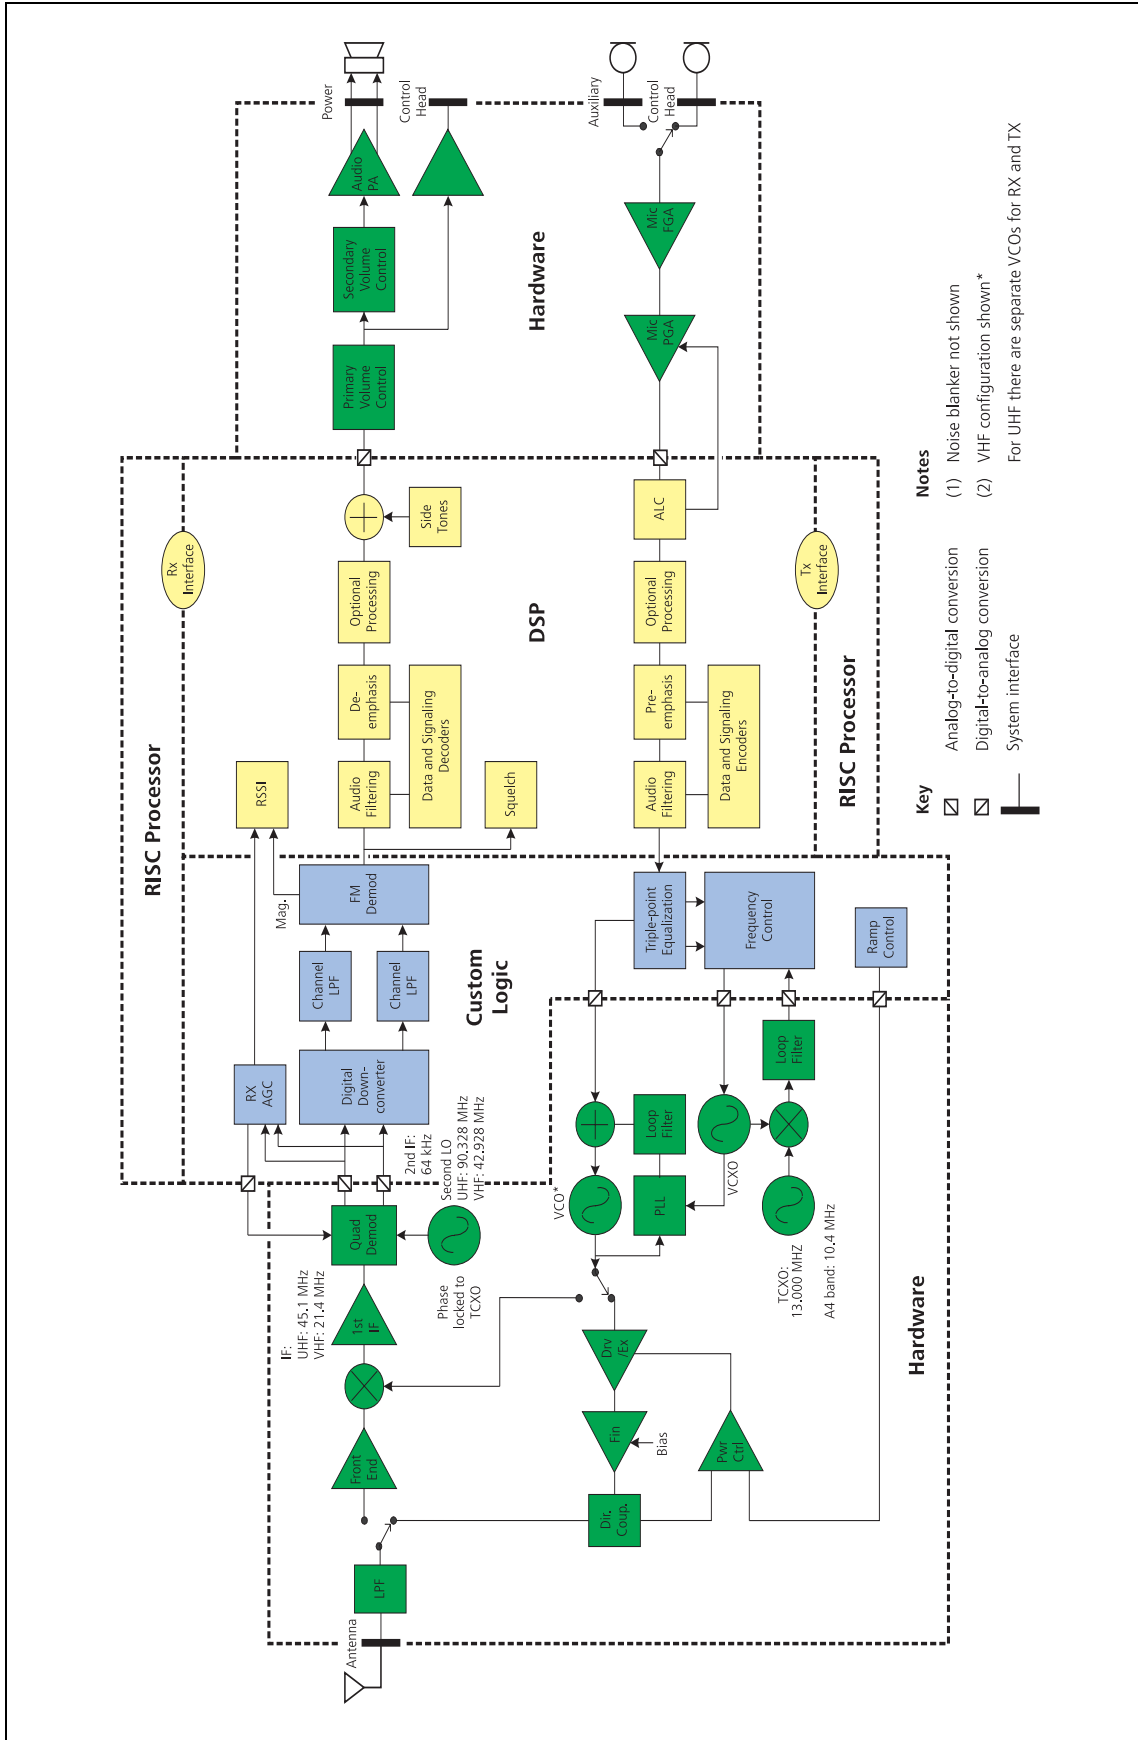 Antenna
LPF
Front
End
IF:
UHF: 45.1 MHz
VHF: 21.4 MHz
1st
IF
Quad
Demod
Phase
locked to
TCXO
2nd IF:
64 kHz
Second LO
UHF: 90.328 MHz
VHF: 42.928 MHz
RX
AGC
Digital
Down-
converter
Channel
LPF
Channel
LPF
Mag.
FM
Demod
Custom
Logic
RISC Processor
RSSI
Audio
Filtering
De-
emphasis
Data and Signaling
Decoders
Squelch
Optional
Processing
Side
Tones
Rx
Interface
DSP
Primary
Volume
Control
Secondary
Volume
Control
Audio
PA
Power
Control
Head
Hardware
Auxiliary
Control
Head
Mic
FGA
Mic
PGA
ALC
Optional
Processing
Pre-
emphasis
Audio
Filtering
Data and Signaling
Encoders
Tx
Interface
RISC Processor
Triple-point
Equalization
Frequency
Control
Ramp
Control
Loop
Filter
Loop
Filter
VCO*
PLL
VCXO
TCXO:
13.000 MHZ
A4 band: 10.4 MHz
Drv
/Ex
Fin
Bias
Dir.
Coup.
Pwr
Ctrl
Hardware
Key
Analog-to-digital conversion
Digital-to-analog conversion
System interface
Notes
(1) Noise blanker not shown
(2) VHF configuration shown*
For UHF there are separate VCOs for RX and TX